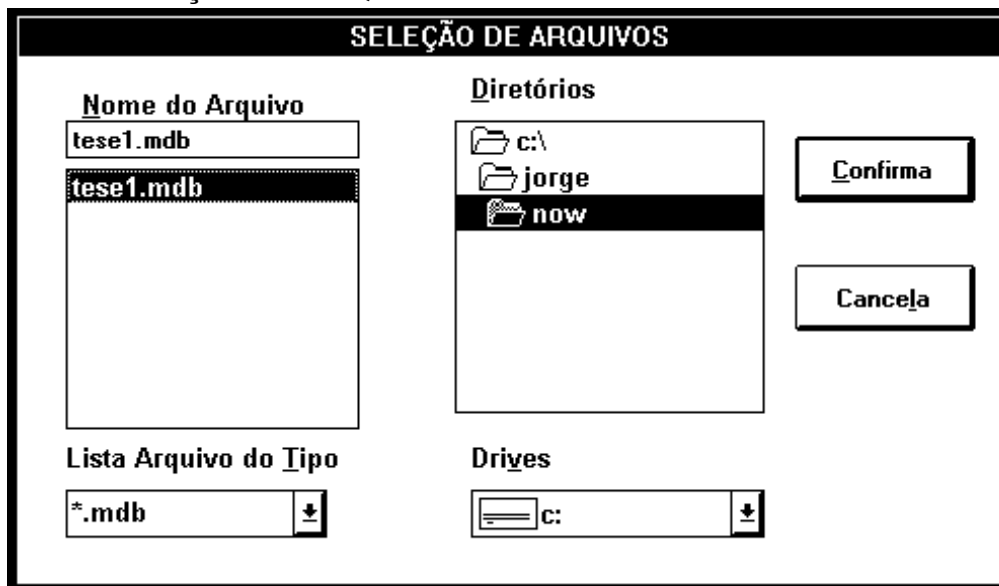 SELEÇÃO DE ARQUIVOS
Nome do Arquivo
tese1.mdb
tese1.mdb
Diretórios
c:\
jorge
now
Confirma
Cancela
Lista Arquivo do Tipo
*.mdb
Drives
c: